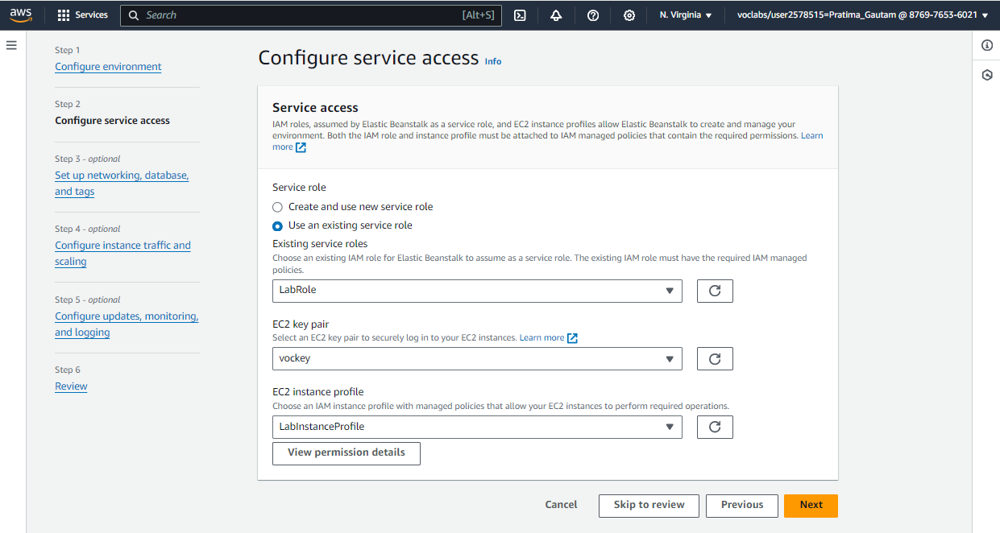 aws
Services
Search
[Alt+S]
N. Virginia
voclabs/user2578515=Pratima_Gautam @ 8769-7653-6021
Step 1
Configure environment
Step 2
Configure service access
Step 3 - optional
Set up networking, database,
and tags
Step 4 - optional
Configure instance traffic and
scaling
Step 5 - optional
Configure updates, monitoring,
and logging
Step 6
Review
Configure service access Info
Service access
IAM roles, assumed by Elastic Beanstalk as a service role, and EC2 instance profiles allow Elastic Beanstalk to create and manage your
environment. Both the IAM role and instance profile must be attached to IAM managed policies that contain the required permissions. Learn
more
Service role
Create and use new service role
Use an existing service role
Existing service roles
Choose an existing IAM role for Elastic Beanstalk to assume as a service role. The existing IAM role must have the required IAM managed
policies.
LabRole
EC2 key pair
Select an EC2 key pair to securely log in to your EC2 instances. Learn more
vockey
EC2 instance profile
Choose an IAM instance profile with managed policies that allow your EC2 instances to perform required operations.
LabInstanceProfile
View permission details
Cancel
Skip to review
Previous
Next